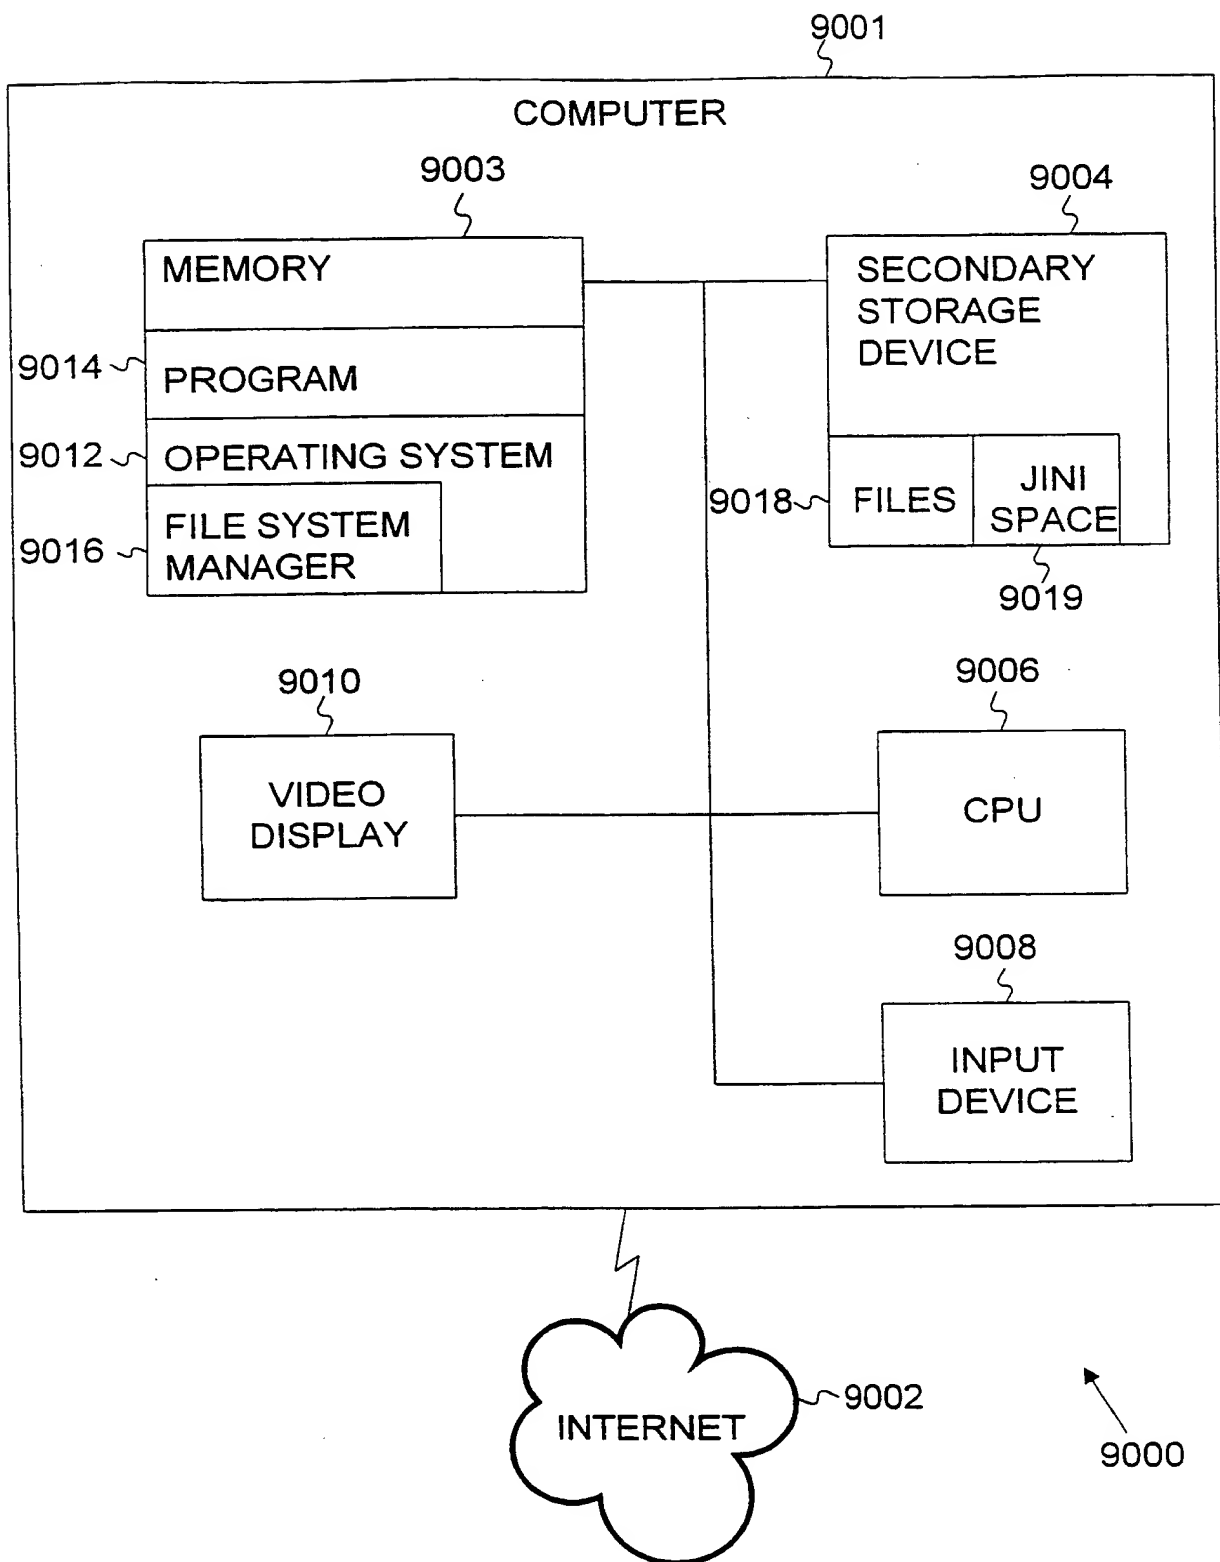 9001
COMPUTER
9003
MEMORY
9014
PROGRAM
9012
OPERATING SYSTEM
9016
FILE SYSTEM
MANAGER
9004
SECONDARY
STORAGE
DEVICE
9018
FILES
JINI
SPACE
9019
9010
VIDEO
DISPLAY
9006
CPU
9008
INPUT
DEVICE
INTERNET
9002
9000